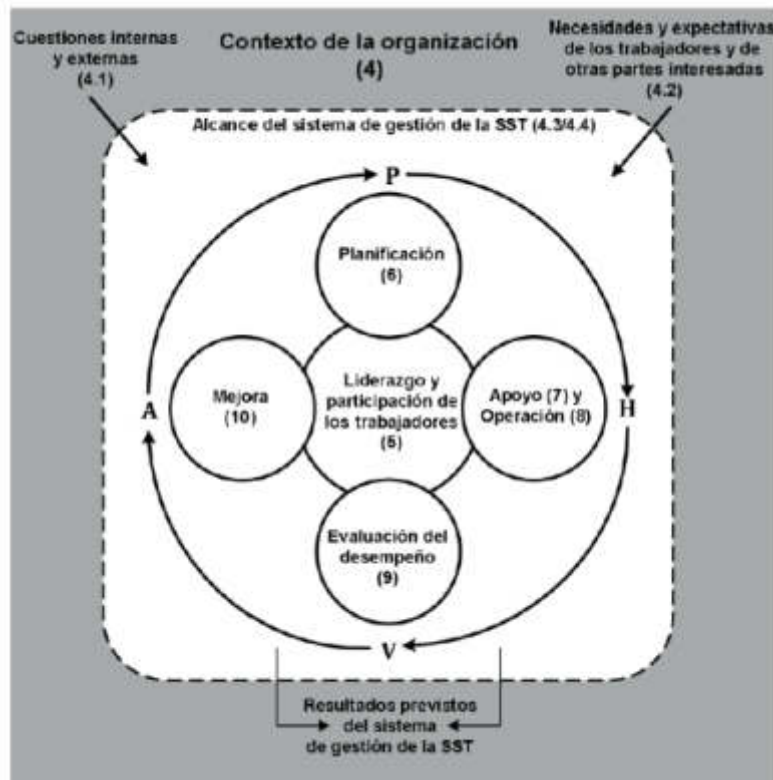 Cuestiones internas
y externas
(4.1)
Contexto de la organización
(4)
Necesidades y expectativas
de los trabajadores y de
otras partes interesadas
(4.2)
Alcance del sistema de gestión de la SST (4.3/4.4)
P
Planificación
(6)
A
Mejora
(10)
Liderazgo y
participación de
los trabajadores
(5)
Apoyo (7) y
Operación (8)
H
Evaluación del
desempeño
(9)
V
Resultados previstos
del sistema
de gestión de la SST